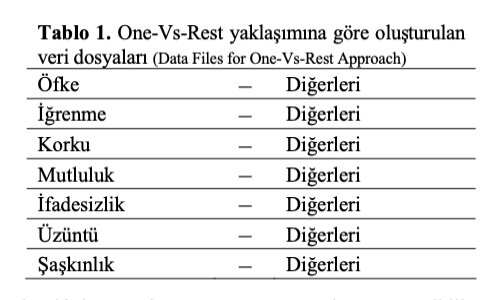 Tablo 1. One-Vs-Rest yaklaşımına göre oluşturulan
veri dosyaları (Data Files for One-Vs-Rest Approach)
Öfke – Diğerleri
İğrenme – Diğerleri
Korku – Diğerleri
Mutluluk – Diğerleri
İfadesizlik – Diğerleri
Üzüntü – Diğerleri
Şaşkınlık – Diğerleri